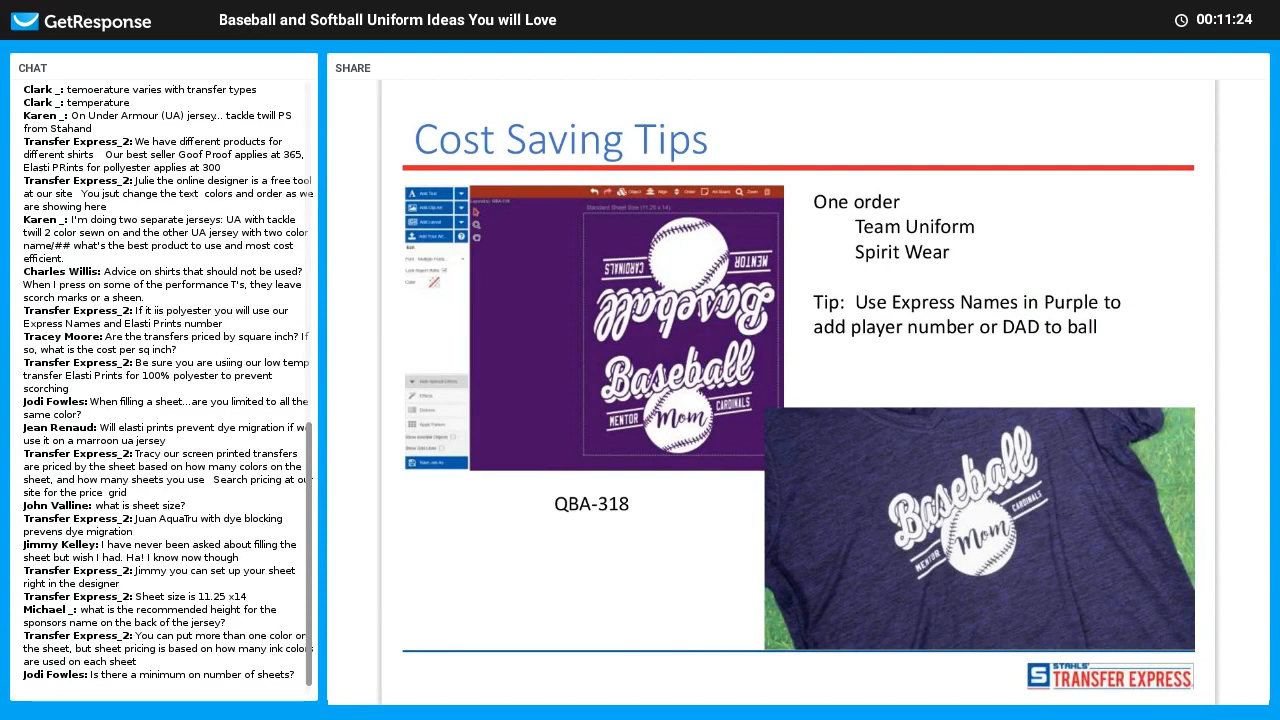 GetResponse
Baseball and Softball Uniform Ideas You will Love
00:11:24
CHAT
Clark _: temoerature varies with transfer types
Clark _: temperature
Karen _: On Under Armour (UA) jersey... tackle twill PS
from Stahand
Transfer Express_2: We have different products for
different shirts Our best seller Goof Proof applies at 365,
Elasti PRints for pollyester applies at 300
Transfer Express_2: Julie the online designer is a free tool
at our site You jsut change the text colors and order as we
are showing here
Karen _: I'm doing two separate jerseys: UA with tackle
twill 2 color sewn on and the other UA jersey with two color
name/## what's the best product to use and most cost
efficient.
Charles Willis: Advice on shirts that should not be used?
When I press on some of the performance T's, they leave
scorch marks or a sheen.
Transfer Express_2: If it iis polyester you will use our
Express Names and Elasti Prints number
Tracey Moore: Are the transfers priced by square inch? If
so, what is the cost per sq inch?
Transfer Express_2: Be sure you are usiing our low temp
transfer Elasti Prints for 100% polyester to prevent
scorching
Jodi Fowles: When filling a sheet...are you limited to all the
same color?
Jean Renaud: Will elastiprint prevent dye migration if we
use it on a marroon ua jersey
Transfer Express_2: Transfers screen printed transfers
are priced by the sheet based on how many colors on the
sheet, and how many sheets you use Search pricing at our
site for the price grid
John Valline: what is sheet size?
Transfer Express_2: Juan AquaTru with dye blocking
prevens dye migration
Jimmy Kelley: I have never been asked about filling the
sheet but wish I had. Ha! I know now though
Transfer Express_2: Jimmy you can set up your sheet
right in the designer
Transfer Express_2: Sheet size is 11.25 x14
Michael _: what is the recommended height for the
sponsors name on the back of the jersey?
Transfer Express_2: You can put more than one color on
the sheet, but sheet pricing is based on how many ink colors
are used on each sheet
Jodi Fowles: Is there a minimum on number of sheets?
SHARE
Cost Saving Tips
Standard Sheet Size (11.25 x 14)
MENTOR
CARDINALS
Baseball
Baseball
MENTOR
Mom
CARDINALS
QBA-318
One order
Team Uniform
Spirit Wear
Tip: Use Express Names in Purple to
add player number or DAD to ball
Baseball
MENTOR
Mom
CARDINALS
STAHLS'
TRANSFER EXPRESS